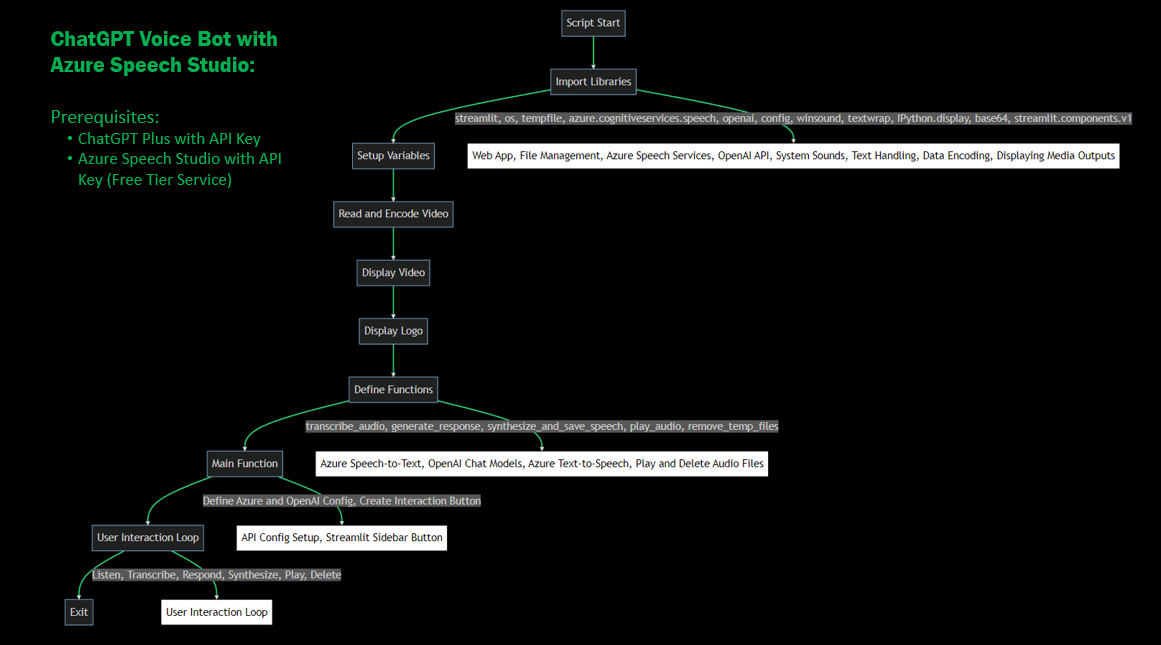 ChatGPT Voice Bot with
Azure Speech Studio:
Prerequisites:
• ChatGPT Plus with API Key
• Azure Speech Studio with API
Key (Free Tier Service)
Script Start
Import Libraries
streamlit, os, tempfile, azure.cognitiveservices.speech, openai, config, winsound, textwrap, IPython.display, base64, streamlit.components.v1
Setup Variables
Web App, File Management, Azure Speech Services, OpenAI API, System Sounds, Text Handling, Data Encoding, Displaying Media Outputs
Read and Encode Video
Display Video
Display Logo
Define Functions
transcribe_audio, generate_response, synthesize_and_save_speech, play_audio, remove_temp_files
Main Function
Azure Speech-to-Text, OpenAI Chat Models, Azure Text-to-Speech, Play and Delete Audio Files
Define Azure and OpenAI Config, Create Interaction Button
User Interaction Loop
API Config Setup, Streamlit Sidebar Button
Listen, Transcribe, Respond, Synthesize, Play, Delete
Exit
User Interaction Loop